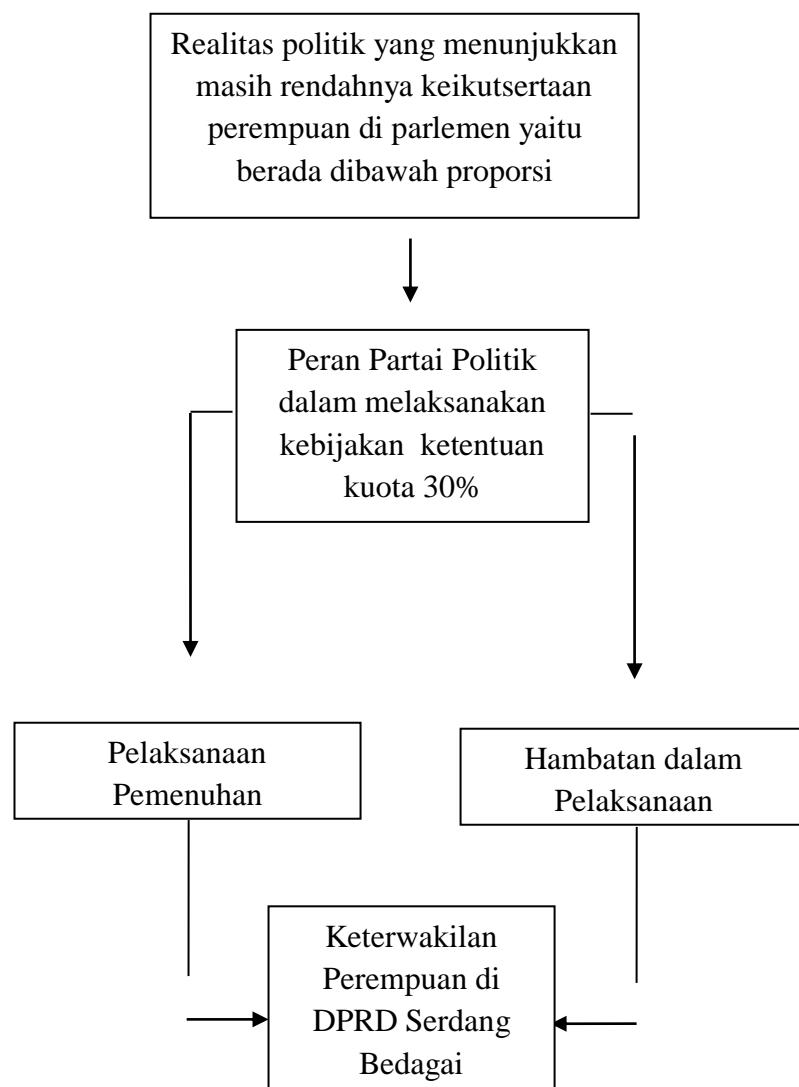 Realitas politik yang menunjukkan
masih rendahnya keikutsertaan
perempuan di parlemen yaitu
berada dibawah proporsi
Peran Partai Politik
dalam melaksanakan
kebijakan ketentuan
kuota 30%
Pelaksanaan
Pemenuhan
Hambatan dalam
Pelaksanaan
Keterwakilan
Perempuan di
DPRD Serdang
Bedagai